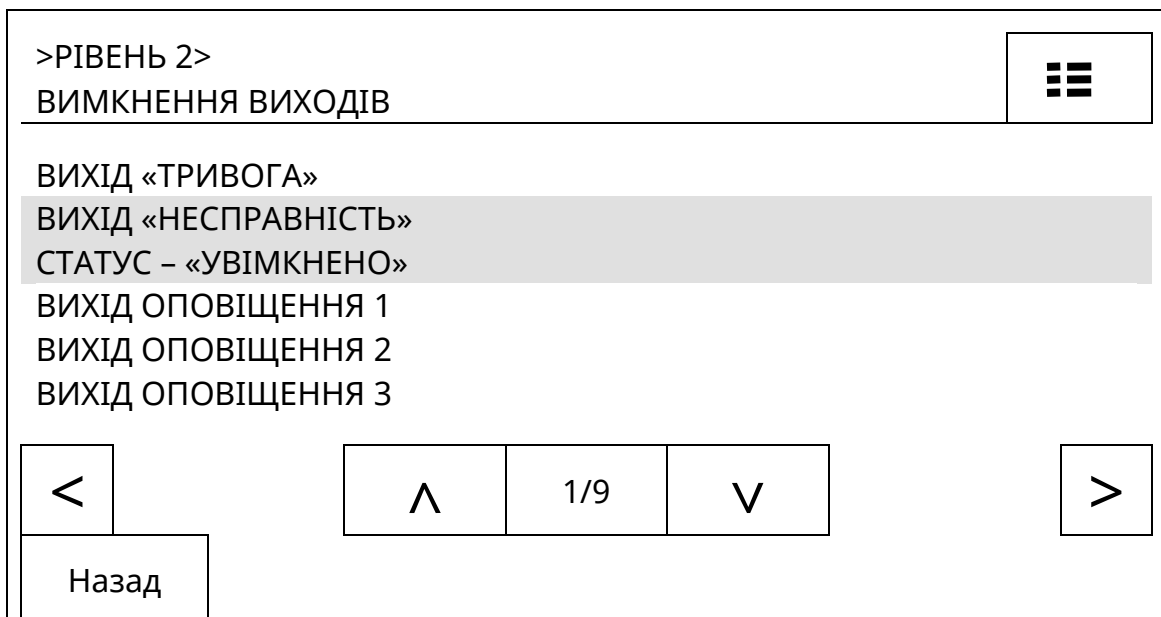 >РІВЕНЬ 2>
ВИМКНЕННЯ ВИХОДІВ
ВИХІД «ТРИВОГА»
ВИХІД «НЕСПРАВНІСТЬ»
СТАТУС – «УВІМКНЕНО»
ВИХІД ОПОВІЩЕННЯ 1
ВИХІД ОПОВІЩЕННЯ 2
ВИХІД ОПОВІЩЕННЯ 3
< ʌ 1/9 v >
Назад